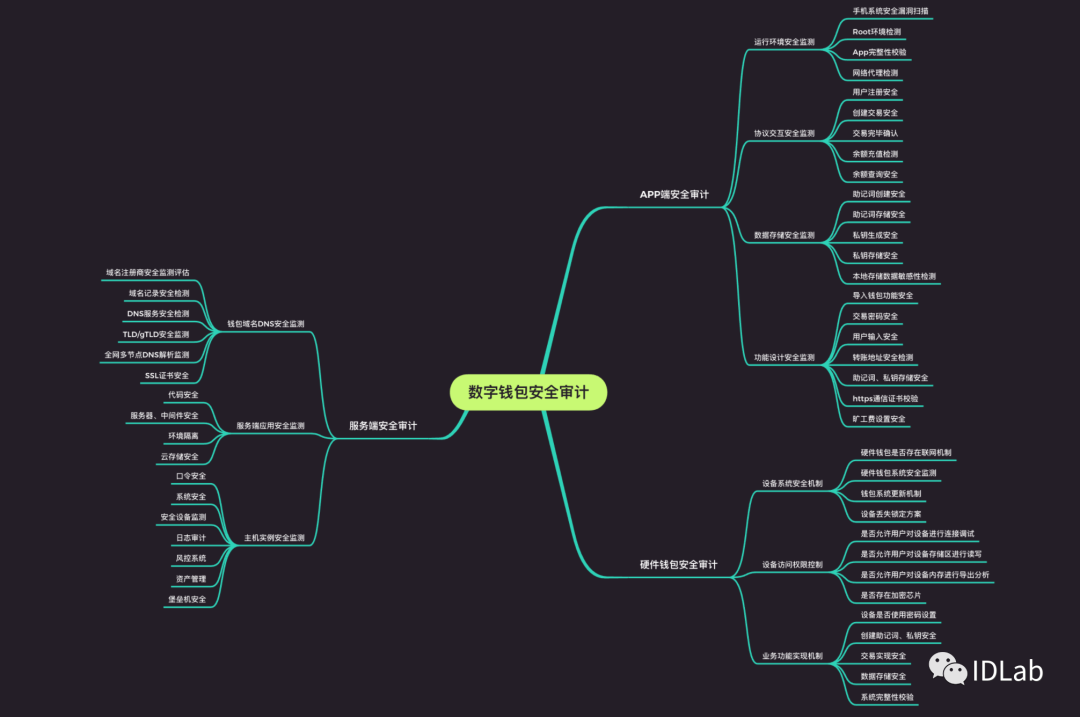 数字钱包安全审计
APP端安全审计
运行环境安全监测
手机系统安全漏洞扫描
Root环境检测
App完整性校验
网络代理检测
协议交互安全监测
用户注册安全
创建交易安全
交易完毕确认
余额充值检测
余额查询安全
数据存储安全监测
助记词创建安全
助记词存储安全
私钥生成安全
私钥存储安全
本地存储数据敏感性检测
功能设计安全监测
导入钱包功能安全
交易密码安全
用户输入安全
转账地址安全检测
助记词、私钥存储安全
https通信证书校验
矿工费设置安全
硬件钱包安全审计
设备系统安全机制
硬件钱包是否存在联网机制
硬件钱包系统安全监测
钱包系统更新机制
设备丢失锁定方案
设备访问权限控制
是否允许用户对设备进行连接调试
是否允许用户对设备存储区进行读写
是否允许用户对设备内存进行导出分析
是否存在加密芯片
业务功能实现机制
设备是否使用密码设置
创建助记词、私钥安全
交易实现安全
数据存储安全
系统完整性校验
服务端安全审计
钱包域名DNS安全监测
域名注册商安全监测评估
域名记录安全检测
DNS服务安全检测
TLD/gTLD安全监测
全网多节点DNS解析监测
SSL证书安全
服务端应用安全监测
代码安全
服务器、中间件安全
环境隔离
云存储安全
主机实例安全监测
口令安全
系统安全
安全设备监测
日志审计
风控系统
资产管理
堡垒机安全
IDLab